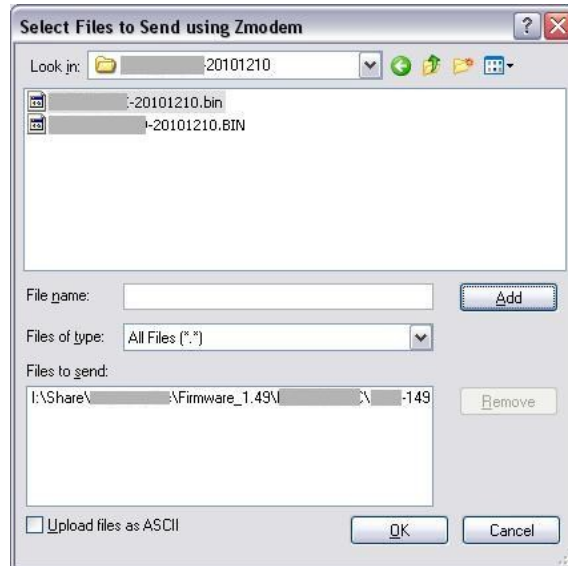 Select Files to Send using Zmodem
Look in: -20101210
-20101210.bin
-20101210.BIN
File name:
Add
Files of type: All Files (*.*)
Files to send:
I:\Share\ \Firmware_1.49\ \ -149
Remove
Upload files as ASCII
OK
Cancel